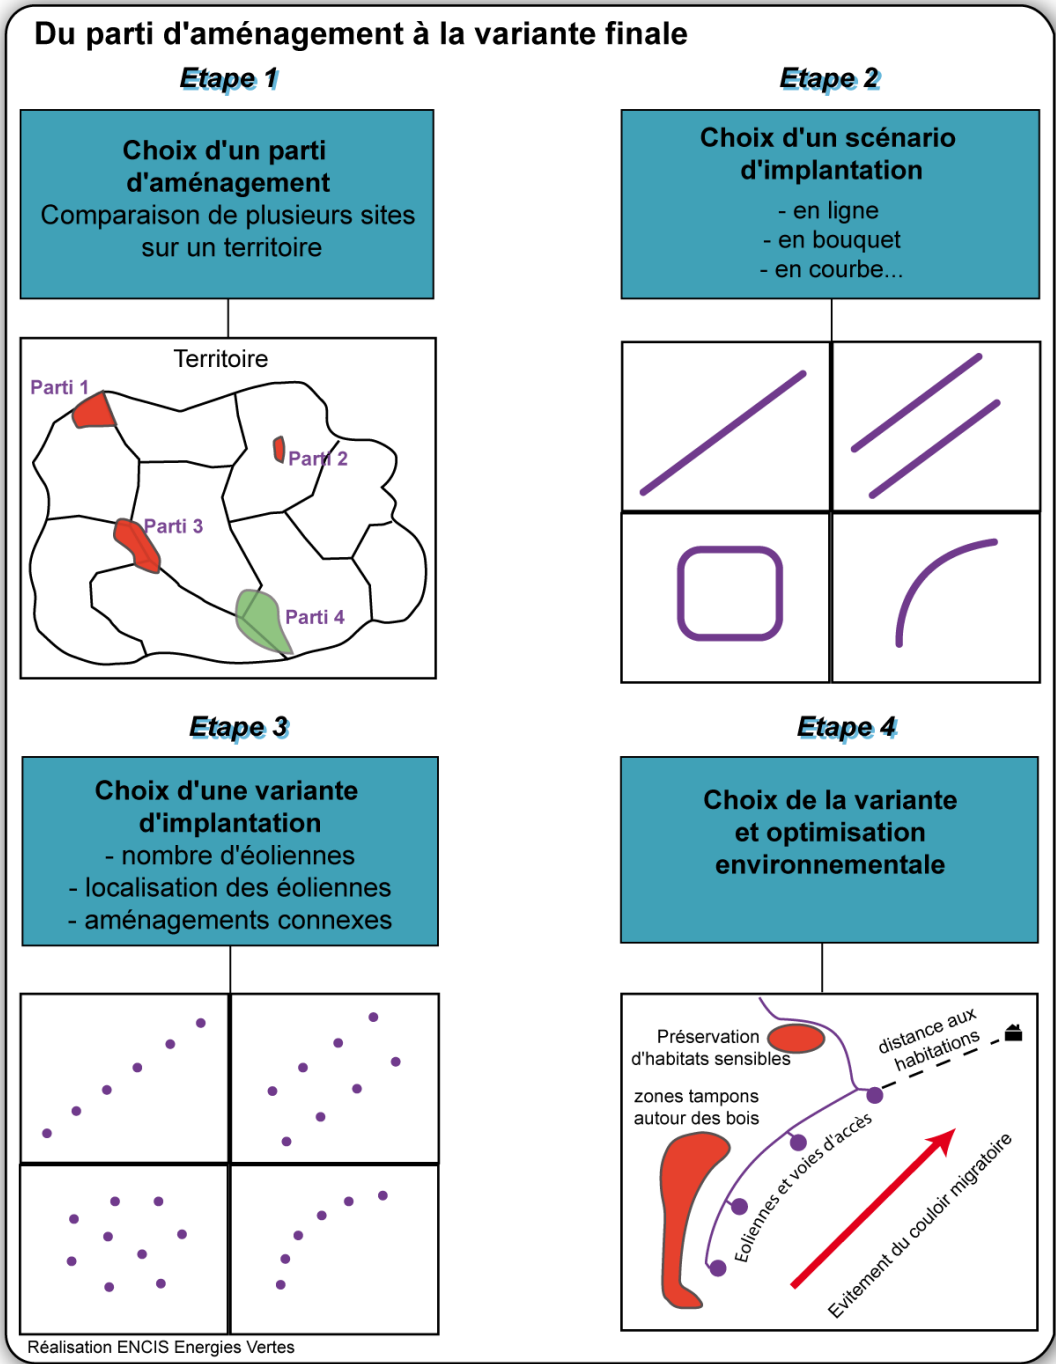 Du parti d'aménagement à la variante finale
Etape 1
Choix d'un parti
d'aménagement
Comparaison de plusieurs sites
sur un territoire
Territoire
Parti 1
Parti 2
Parti 3
Parti 4
Etape 2
Choix d'un scénario
d'implantation
- en ligne
- en bouquet
- en courbe...
Etape 3
Choix d'une variante
d'implantation
- nombre d'éoliennes
- localisation des éoliennes
- aménagements connexes
Etape 4
Choix de la variante
et optimisation
environnementale
Préservation
d'habitats sensibles
distance aux
habitations
zones tampons
autour des bois
Eoliennes et voies d'accès
Evitement du couloir migratoire
Réalisation ENCIS Energies Vertes